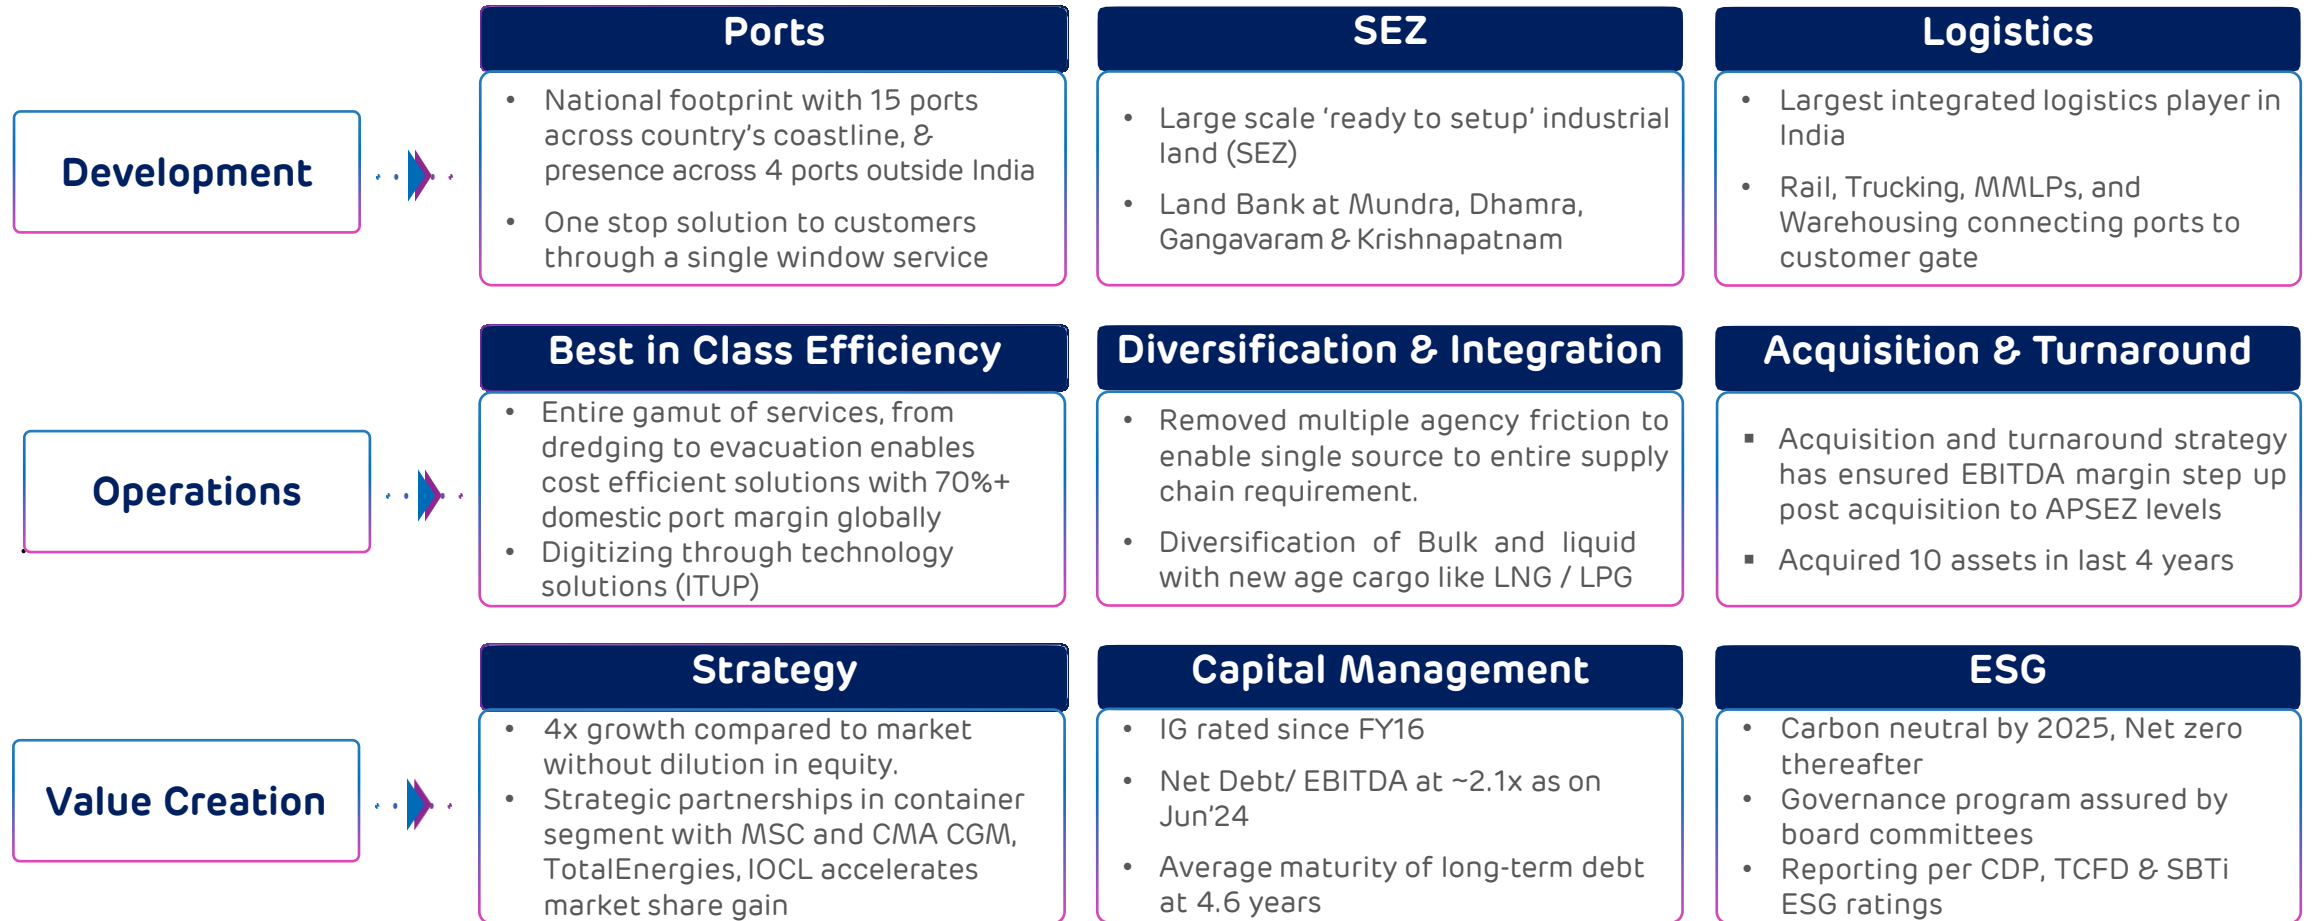 Ports
SEZ
Logistics
Development
• National footprint with 15 ports
across country's coastline, &
presence across 4 ports outside India
• One stop solution to customers
through a single window service
• Large scale 'ready to setup' industrial
land (SEZ)
• Land Bank at Mundra, Dhamra,
Gangavaram & Krishnapatnam
• Largest integrated logistics player in
India
• Rail, Trucking, MMLPs, and
Warehousing connecting ports to
customer gate
Best in Class Efficiency
Diversification & Integration
Acquisition & Turnaround
Operations
• Entire gamut of services, from
dredging to evacuation enables
cost efficient solutions with 70%+
domestic port margin globally
• Digitizing through technology
solutions (ITUP)
• Removed multiple agency friction to
enable single source to entire supply
chain requirement.
• Diversification of Bulk and liquid
with new age cargo like LNG / LPG
▪ Acquisition and turnaround strategy
has ensured EBITDA margin step up
post acquisition to APSEZ levels
▪ Acquired 10 assets in last 4 years
Strategy
Capital Management
ESG
Value Creation
• 4x growth compared to market
without dilution in equity.
• Strategic partnerships in container
segment with MSC and CMA CGM,
TotalEnergies, IOCL accelerates
market share gain
• IG rated since FY16
• Net Debt/ EBITDA at ~2.1x as on
Jun'24
• Average maturity of long-term debt
at 4.6 years
• Carbon neutral by 2025, Net zero
thereafter
• Governance program assured by
board committees
• Reporting per CDP, TCFD & SBTi
ESG ratings